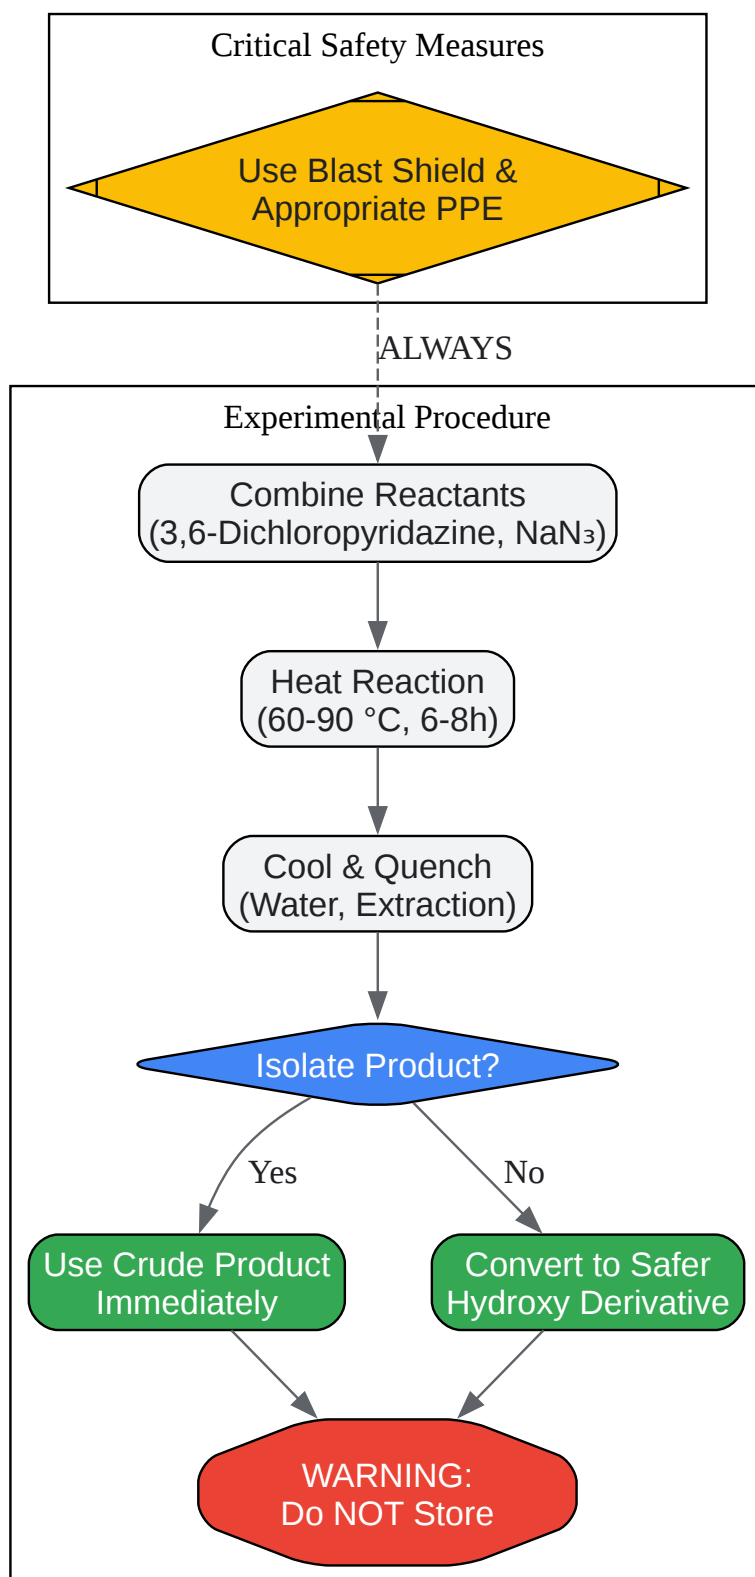 Critical Safety Measures
Use Blast Shield &
Appropriate PPE
ALWAYS
Experimental Procedure
Combine Reactants
(3,6-Dichloropyridazine, NaN₃)
Heat Reaction
(60-90 °C, 6-8h)
Cool & Quench
(Water, Extraction)
Isolate Product?
Yes
No
Use Crude Product
Immediately
Convert to Safer
Hydroxy Derivative
WARNING:
Do NOT Store